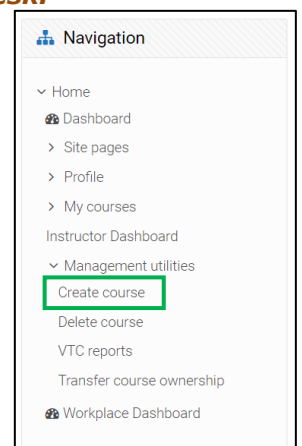 Navigation
Home
Dashboard
Site pages
Profile
My courses
Instructor Dashboard
Management utilities
Create course
Delete course
VTC reports
Transfer course ownership
Workplace Dashboard